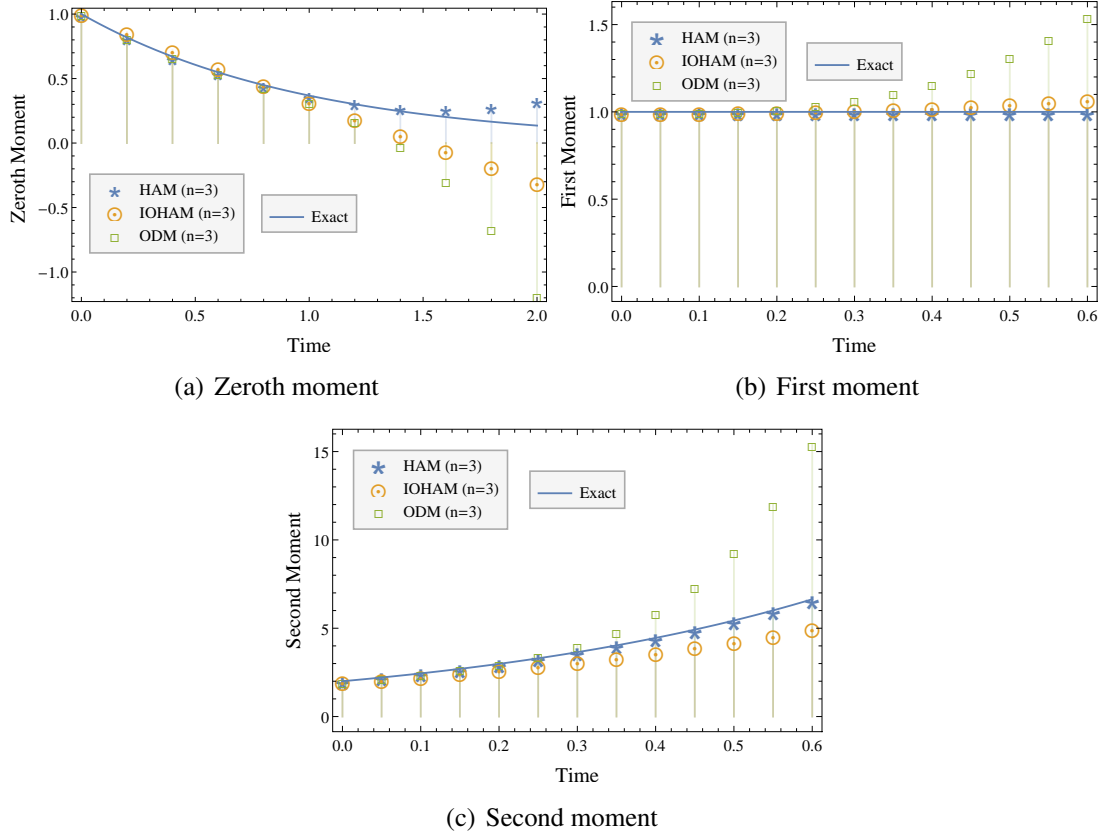 1.0
0.5
0.0
−0.5
−1.0
Zeroth Moment
HAM (n=3)
IOHAM (n=3)
ODM (n=3)
Exact
0.0 0.5 1.0 1.5 2.0
Time
(a) Zeroth moment
1.5
1.0
0.5
0.0
First Moment
HAM (n=3)
IOHAM (n=3)
ODM (n=3)
Exact
0.0 0.1 0.2 0.3 0.4 0.5 0.6
Time
(b) First moment
15
10
5
0
Second Moment
HAM (n=3)
IOHAM (n=3)
ODM (n=3)
Exact
0.0 0.1 0.2 0.3 0.4 0.5 0.6
Time
(c) Second moment